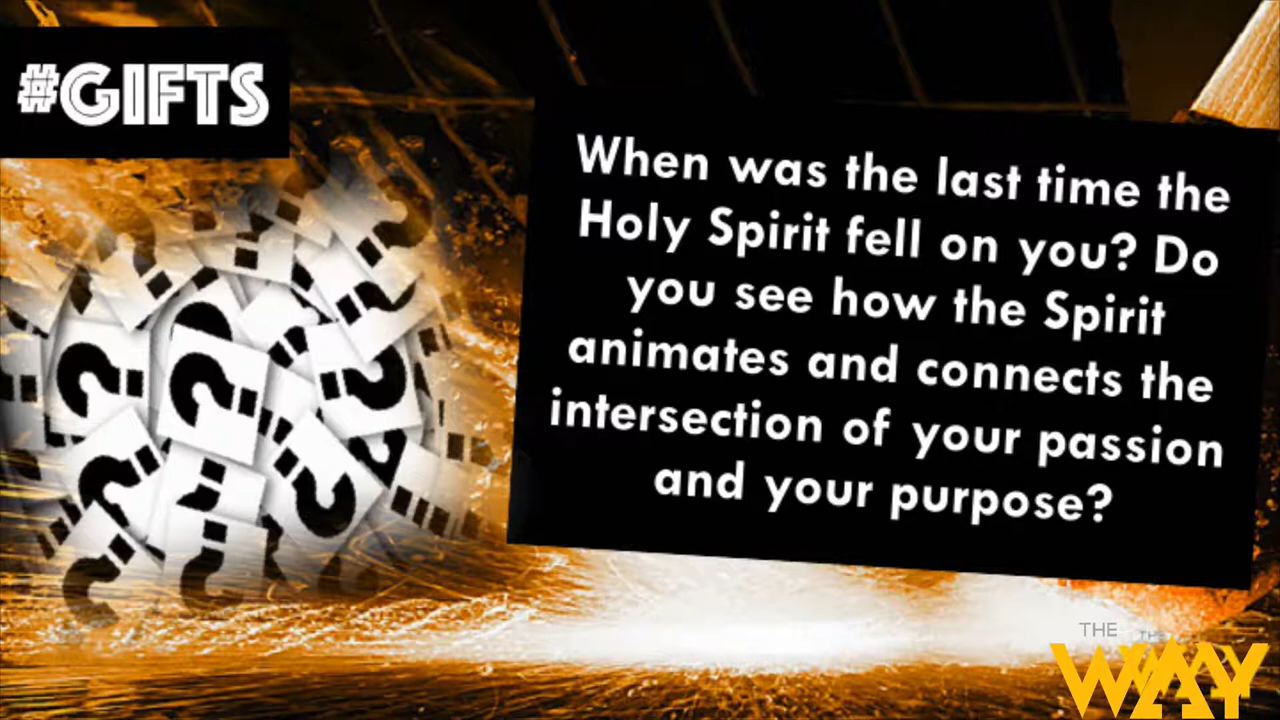 #GIFTS
When was the last time the
Holy Spirit fell on you? Do
you see how the Spirit
animates and connects the
intersection of your passion
and your purpose?
THE
THE
WAY